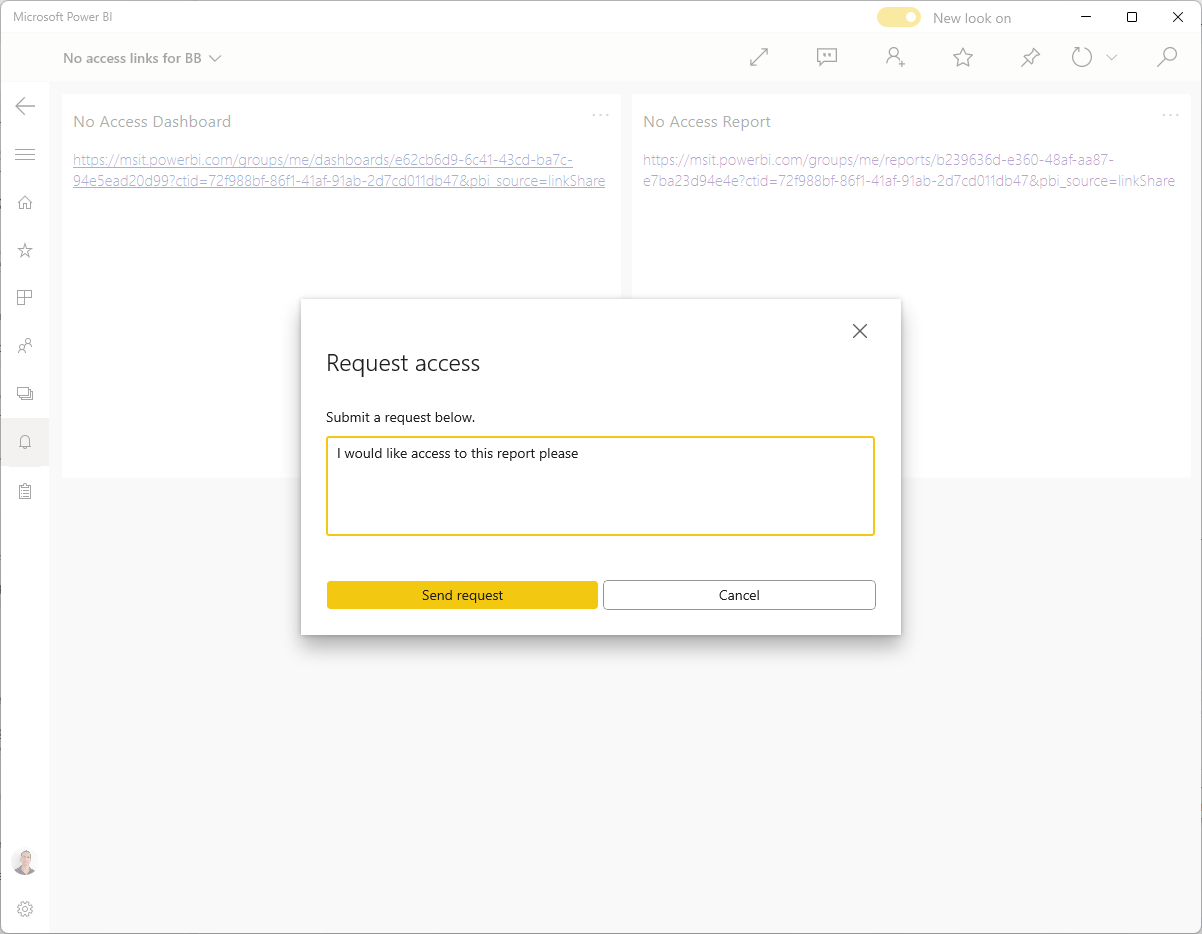 Microsoft Power BI
New look on
No access links for BB
No Access Dashboard
https://msit.powerbi.com/groups/me/dashboards/e62cb6d9-6c41-43cd-ba7c-
94e5ead20d99?ctid=72f988bf-86f1-41af-91ab-2d7cd011db47&pbi_source=linkShare
No Access Report
https://msit.powerbi.com/groups/me/reports/b239636d-e360-48af-aa87-
e7ba23d94e4e?ctid=72f988bf-86f1-41af-91ab-2d7cd011db47&pbi_source=linkShare
Request access
Submit a request below.
I would like access to this report please
Send request
Cancel